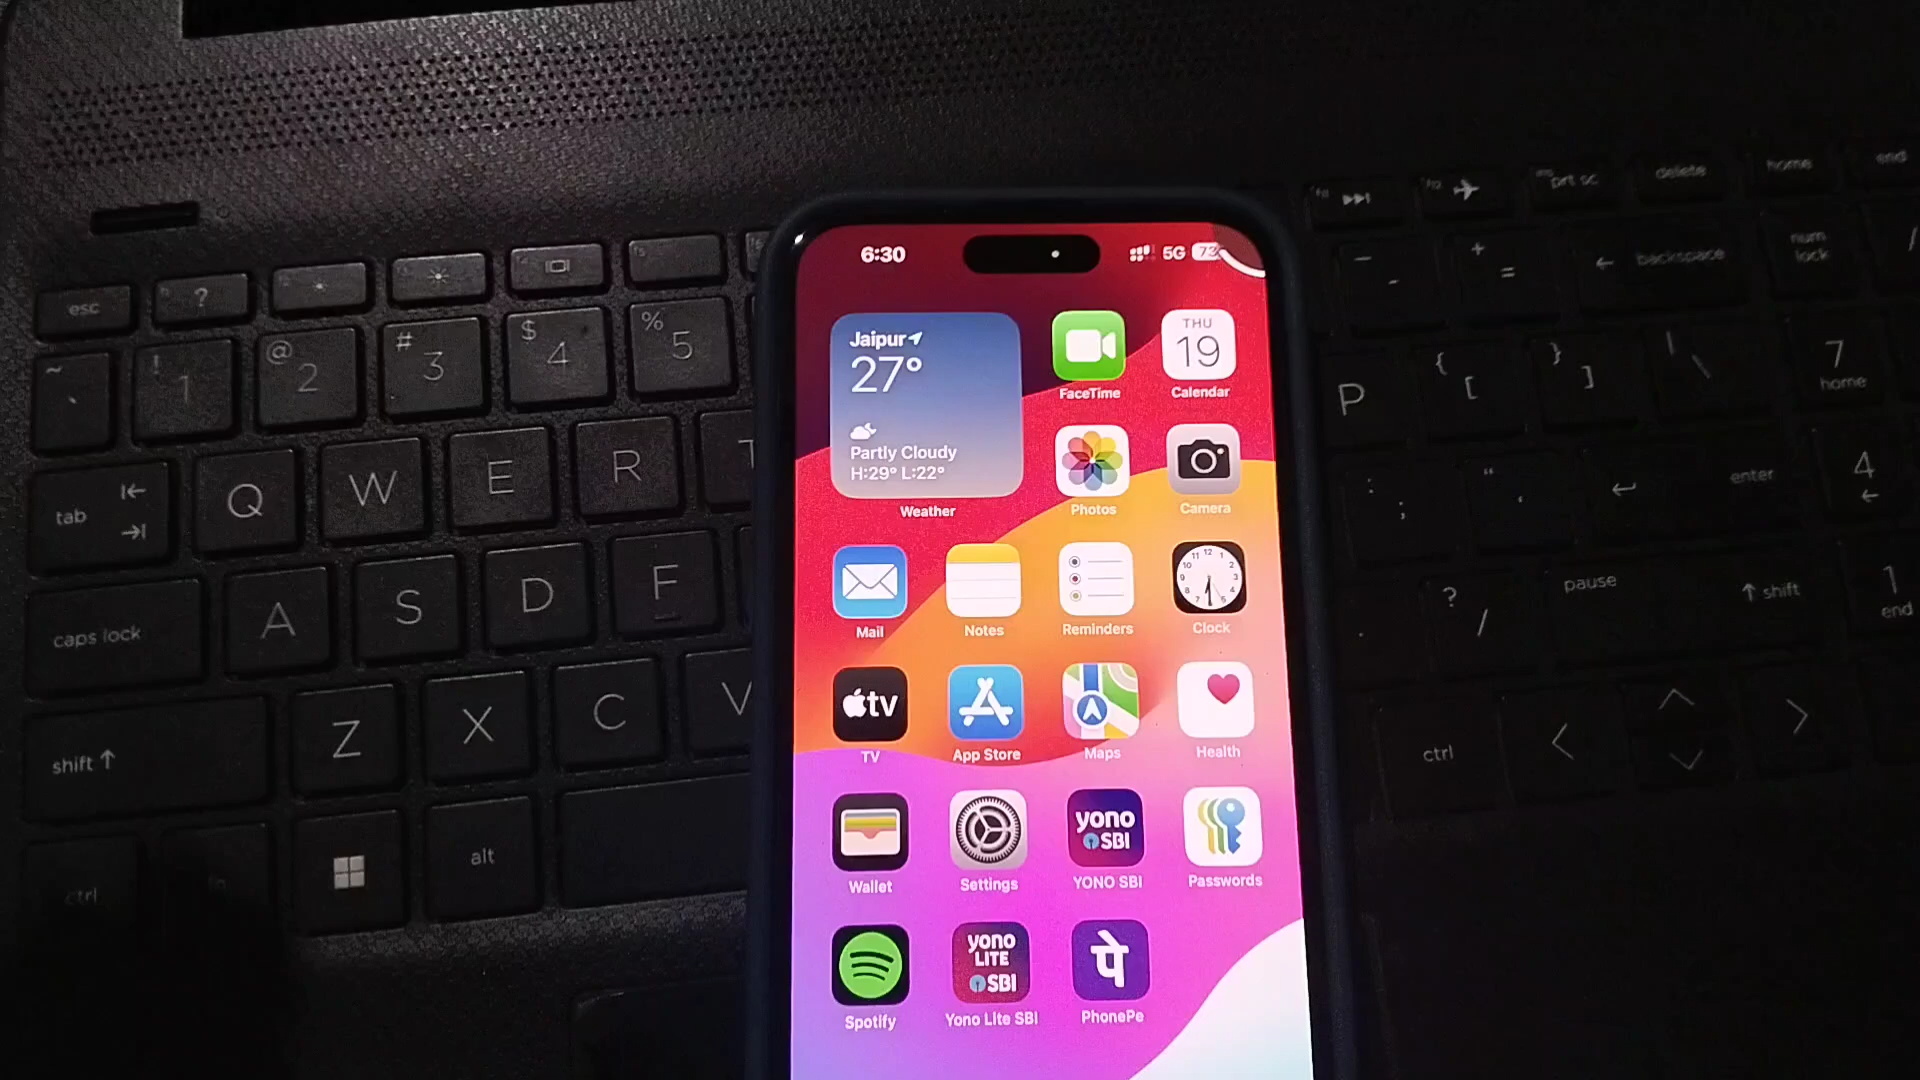 6:30 5G 73
Jaipur
27°
Partly Cloudy
H:29° L:22°
Weather
FaceTime
THU
19
Calendar
Photos
Camera
Mail
Notes
Reminders
Clock
tv
TV
App Store
Maps
Health
Wallet
Settings
yono
SBI
YONO SBI
Passwords
Spotify
yono
LITE
SBI
Yono Lite SBI
पे
PhonePe
esc ?
~ ` ! 1 @ 2 # 3 $ 4 % 5
tab Q W E R
caps lock A S D F
shift Z X C V
ctrl alt
prt sc delete home end
- + = backspace num lock /
P { [ } ] | \ 7 home
: ; " ' enter 4
. ? / pause shift 1 end
ctrl